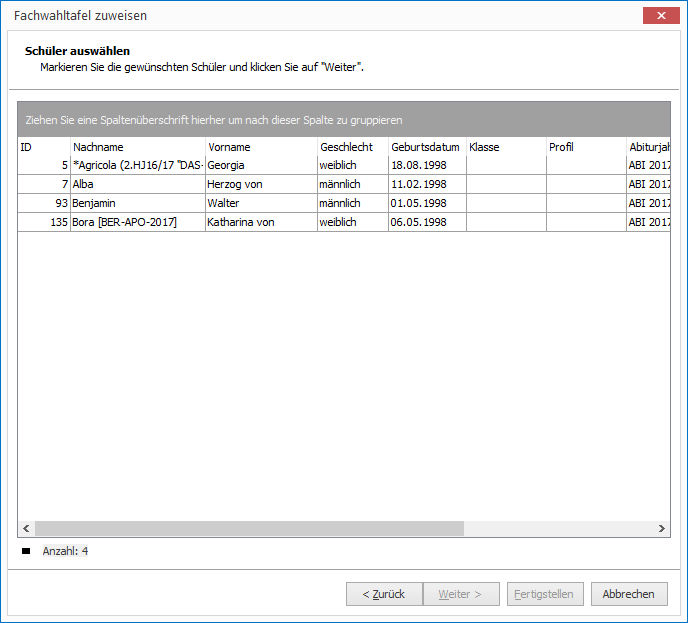 Fachwahltafel zuweisen
Schüler auswählen
Markieren Sie die gewünschten Schüler und klicken Sie auf "Weiter".
Ziehen Sie eine Spaltenüberschrift hierher um nach dieser Spalte zu gruppieren
ID Nachname Vorname Geschlecht Geburtsdatum Klasse Profil Abiturjah
5 *Agricola (2.HJ16/17 "DAS- Georgia weiblich 18.08.1998 ABI 2017
7 Alba Herzog von männlich 11.02.1998 ABI 2017
93 Benjamin Walter männlich 01.05.1998 ABI 2017
135 Bora [BER-APO-2017] Katharina von weiblich 06.05.1998 ABI 2017
Anzahl: 4
< Zurück Weiter > Fertigstellen Abbrechen